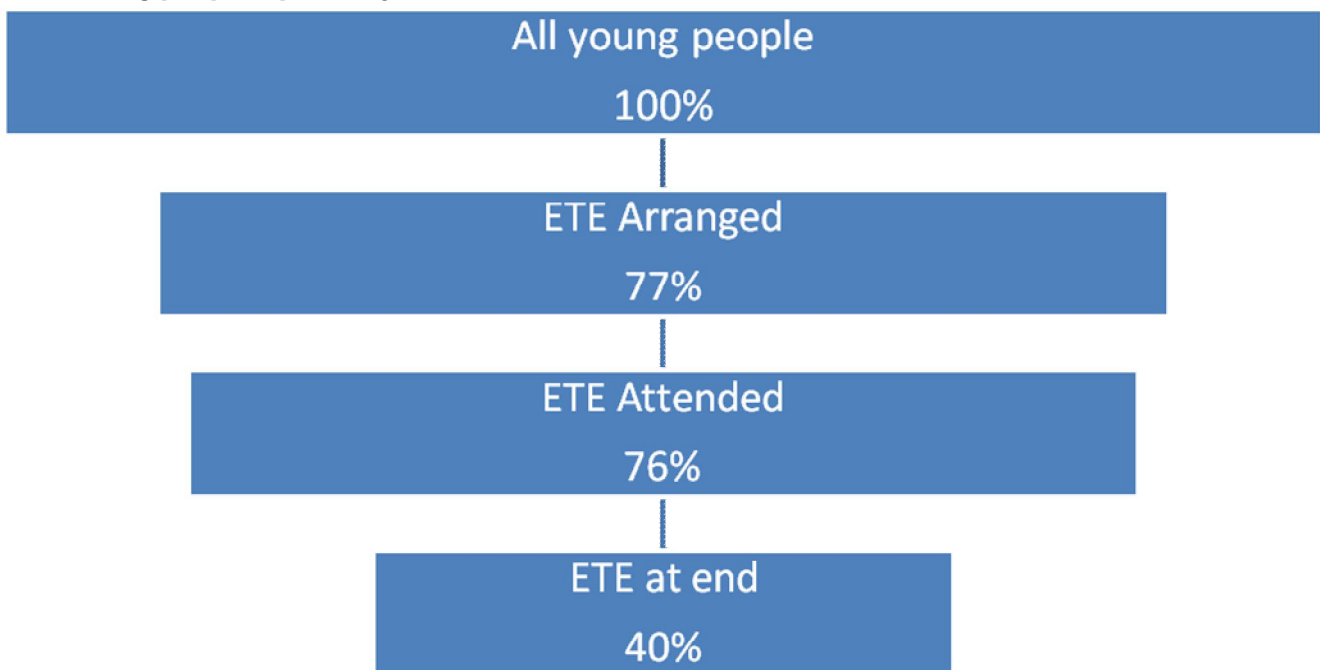 All young people
100%
ETE Arranged
77%
ETE Attended
76%
ETE at end
40%